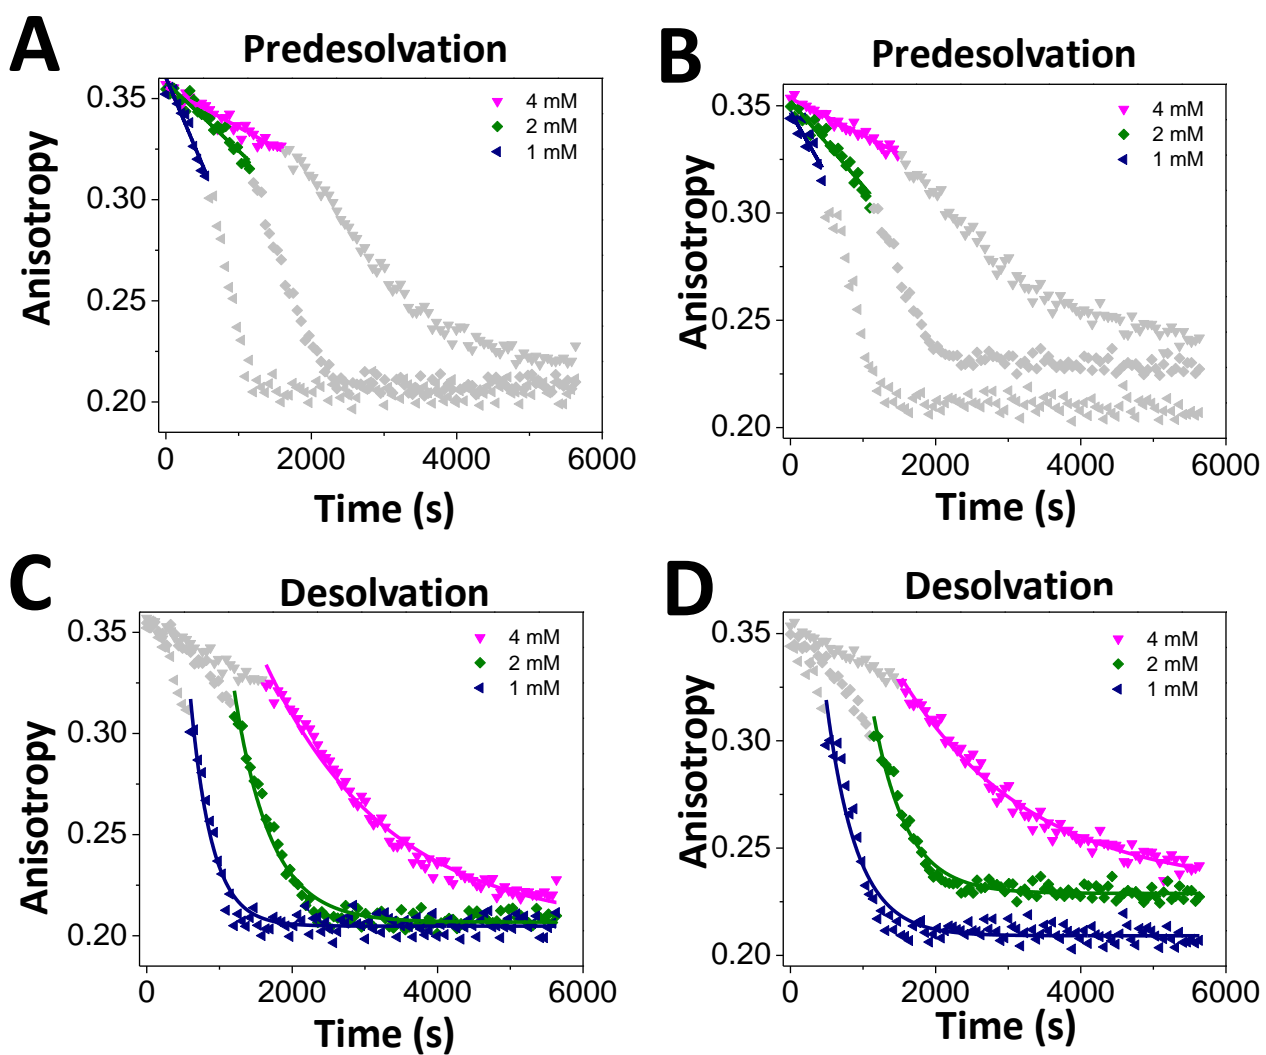 A
Predesolvation
Anisotropy
0.35
0.30
0.25
0.20
4 mM
2 mM
1 mM
0
2000
4000
6000
Time (s)
B
Predesolvation
Anisotropy
0.35
0.30
0.25
0.20
4 mM
2 mM
1 mM
0
2000
4000
6000
Time (s)
C
Desolvation
Anisotropy
0.35
0.30
0.25
0.20
4 mM
2 mM
1 mM
0
2000
4000
6000
Time (s)
D
Desolvation
Anisotropy
0.35
0.30
0.25
0.20
4 mM
2 mM
1 mM
0
2000
4000
6000
Time (s)